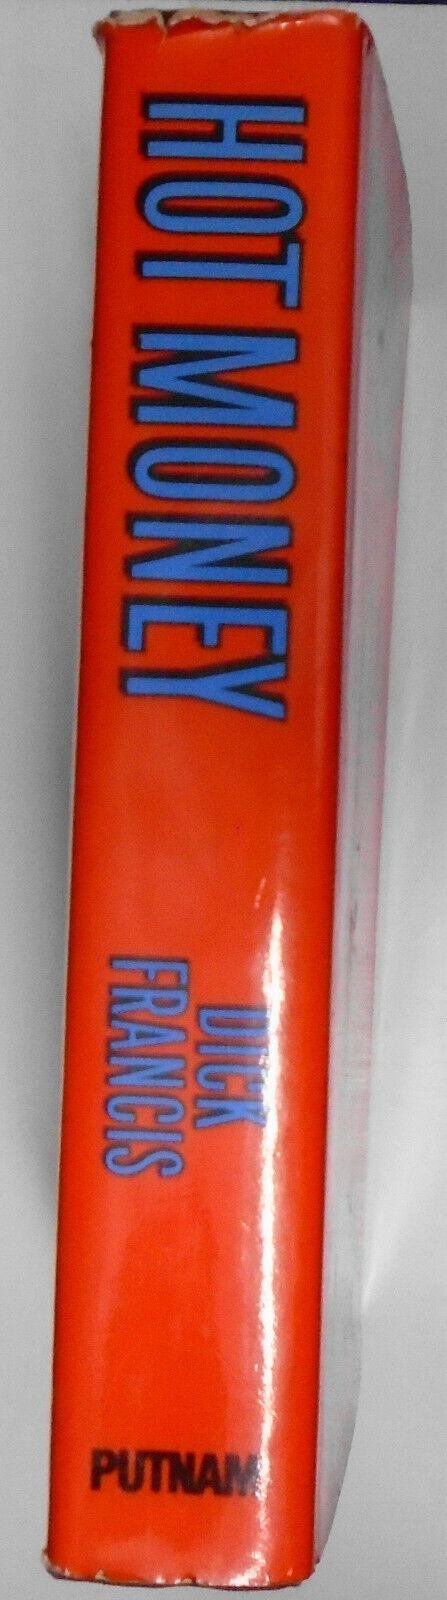 HOT MONEY
DICK
FRANCIS
PUTNAM